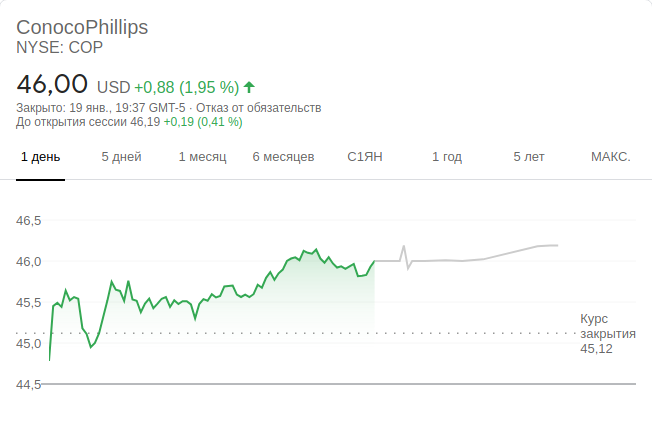 ConocoPhillips
NYSE: COP
46,00 USD +0,88 (1,95 %)
Закрыто: 19 янв., 19:37 GMT-5 · Отказ от обязательств
До открытия сессии 46,19 +0,19 (0,41 %)
1 день 5 дней 1 месяц 6 месяцев С1ЯН 1 год 5 лет МАКС.
46,5
46,0
45,5
Курс
закрытия
45,12
45,0
44,5